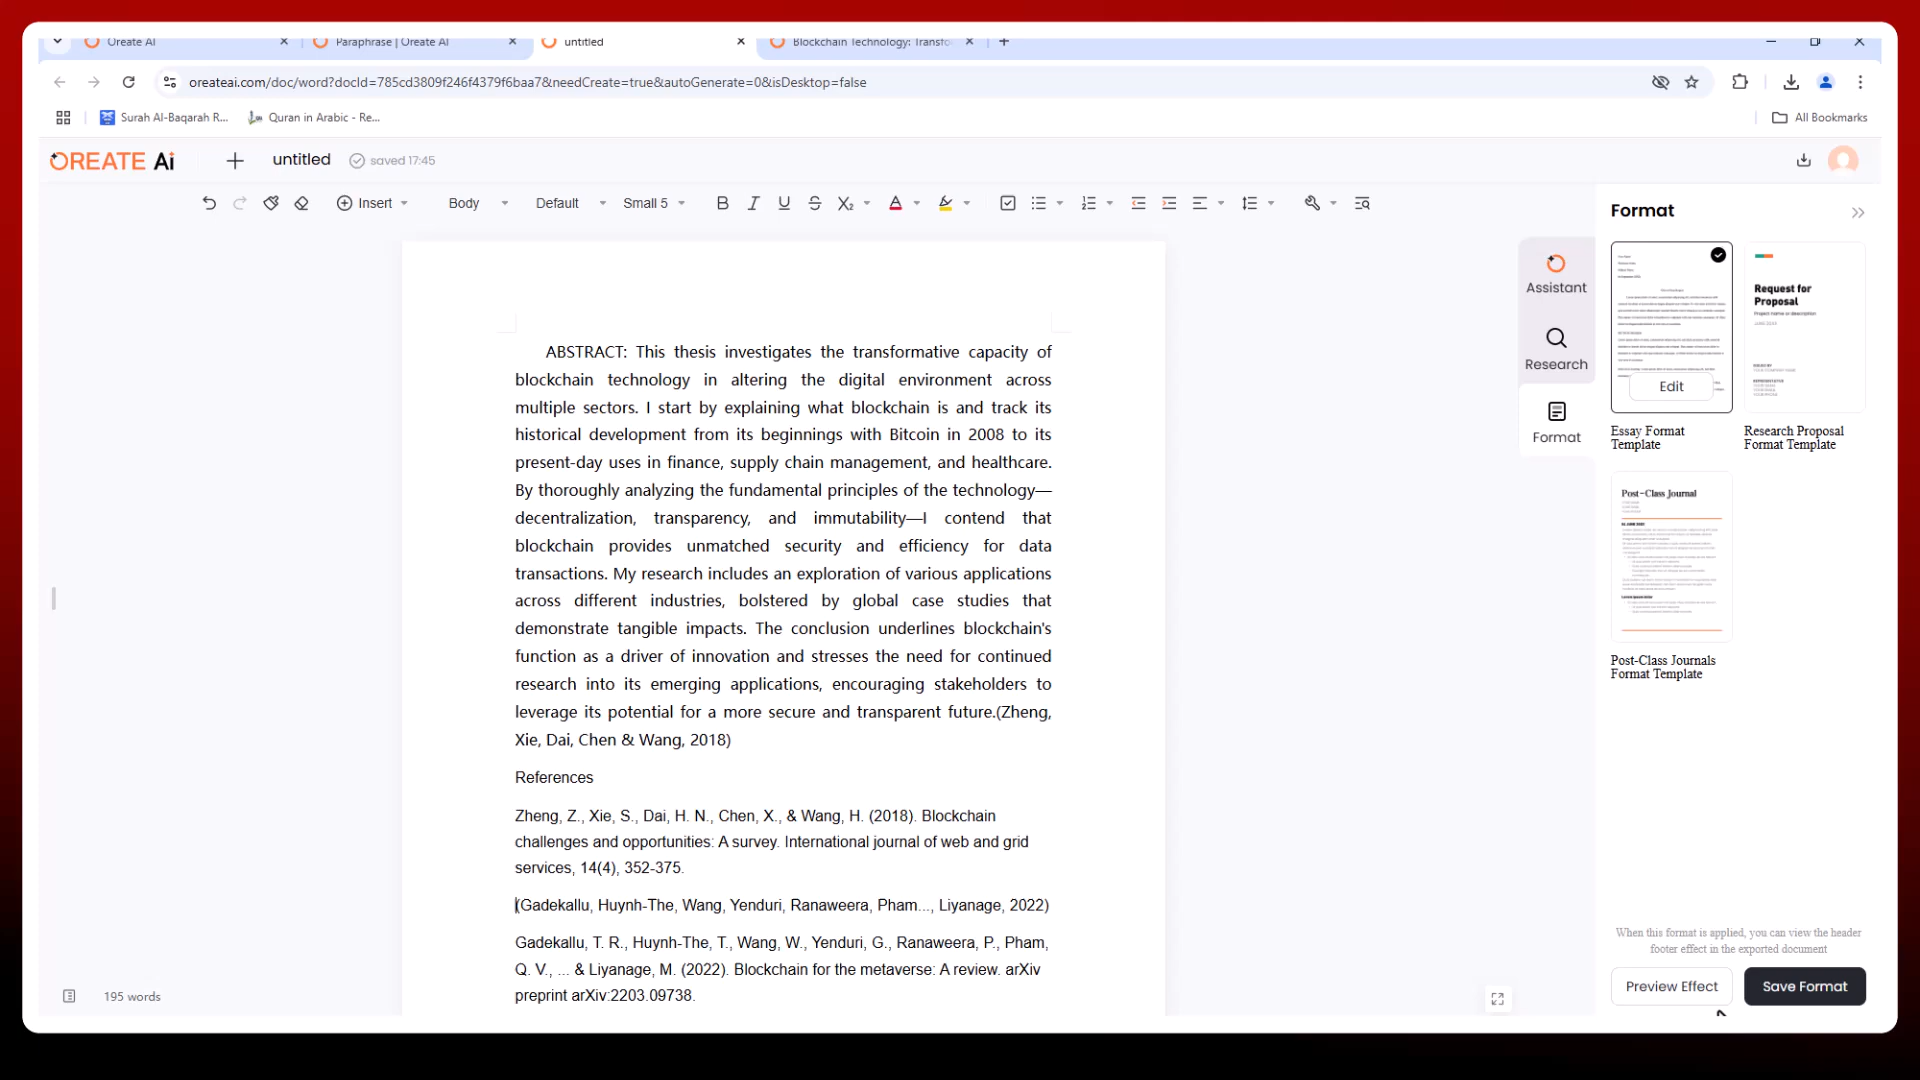 Oreate AI
Paraphrase | Oreate AI
untitled
Blockchain Technology: Transfo
oreateai.com/doc/word?docId=785cd3809f246f4379f6baa7&needCreate=true&autoGenerate=0&isDesktop=false
Surah Al-Baqarah R...
Quran in Arabic - Re...
All Bookmarks
OREATE Ai
untitled
saved 17:45
Insert
Body
Default
Small 5
Format
ABSTRACT: This thesis investigates the transformative capacity of
blockchain technology in altering the digital environment across
multiple sectors. I start by explaining what blockchain is and track its
historical development from its beginnings with Bitcoin in 2008 to its
present-day uses in finance, supply chain management, and healthcare.
By thoroughly analyzing the fundamental principles of the technology—
decentralization, transparency, and immutability—I contend that
blockchain provides unmatched security and efficiency for data
transactions. My research includes an exploration of various applications
across different industries, bolstered by global case studies that
demonstrate tangible impacts. The conclusion underlines blockchain's
function as a driver of innovation and stresses the need for continued
research into its emerging applications, encouraging stakeholders to
leverage its potential for a more secure and transparent future.(Zheng,
Xie, Dai, Chen & Wang, 2018)
References
Zheng, Z., Xie, S., Dai, H. N., Chen, X., & Wang, H. (2018). Blockchain
challenges and opportunities: A survey. International journal of web and grid
services, 14(4), 352-375.
(Gadekallu, Huynh-The, Wang, Yenduri, Ranaweera, Pham..., Liyanage, 2022)
Gadekallu, T. R., Huynh-The, T., Wang, W., Yenduri, G., Ranaweera, P., Pham,
Q. V., ... & Liyanage, M. (2022). Blockchain for the metaverse: A review. arXiv
preprint arXiv:2203.09738.
195 words
Assistant
Research
Format
Edit
Essay Format
Template
Request for
Proposal
Project name or description
Research Proposal
Format Template
Post-Class Journal
Post-Class Journals
Format Template
When this format is applied, you can view the header
footer effect in the exported document
Preview Effect
Save Format